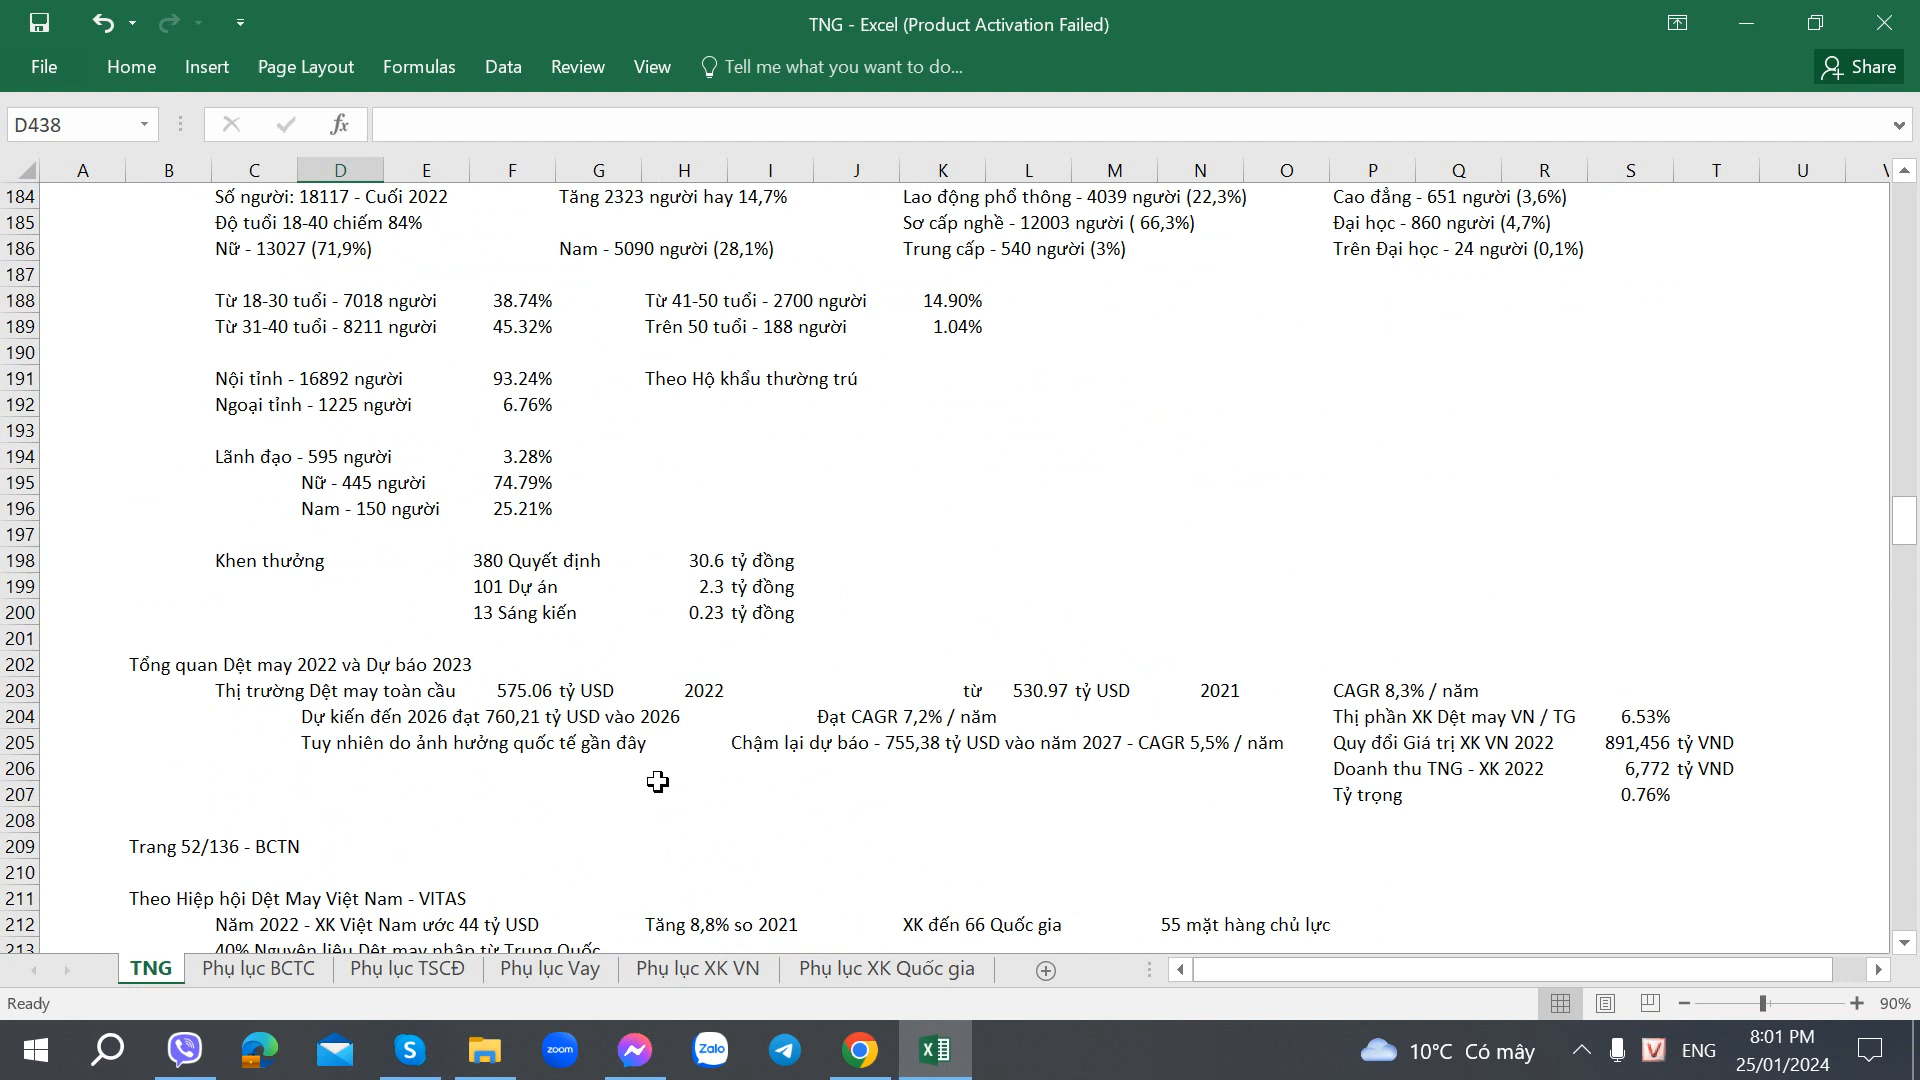 TNG - Excel (Product Activation Failed)
File Home Insert Page Layout Formulas Data Review View Tell me what you want to do... Share
D438 fx
A B C D E F G H I J K L M N O P Q R S T U
184 Số người: 18117 - Cuối 2022 Tăng 2323 người hay 14,7% Lao động phổ thông - 4039 người (22,3%) Cao đẳng - 651 người (3,6%)
185 Độ tuổi 18-40 chiếm 84% Sơ cấp nghề - 12003 người ( 66,3%) Đại học - 860 người (4,7%)
186 Nữ - 13027 (71,9%) Nam - 5090 người (28,1%) Trung cấp - 540 người (3%) Trên Đại học - 24 người (0,1%)
187
188 Từ 18-30 tuổi - 7018 người 38.74% Từ 41-50 tuổi - 2700 người 14.90%
189 Từ 31-40 tuổi - 8211 người 45.32% Trên 50 tuổi - 188 người 1.04%
190
191 Nội tỉnh - 16892 người 93.24% Theo Hộ khẩu thường trú
192 Ngoại tỉnh - 1225 người 6.76%
193
194 Lãnh đạo - 595 người 3.28%
195 Nữ - 445 người 74.79%
196 Nam - 150 người 25.21%
197
198 Khen thưởng 380 Quyết định 30.6 tỷ đồng
199 101 Dự án 2.3 tỷ đồng
200 13 Sáng kiến 0.23 tỷ đồng
201
202 Tổng quan Dệt may 2022 và Dự báo 2023
203 Thị trường Dệt may toàn cầu 575.06 tỷ USD 2022 từ 530.97 tỷ USD 2021 CAGR 8,3% / năm
204 Dự kiến đến 2026 đạt 760,21 tỷ USD vào 2026 Đạt CAGR 7,2% / năm Thị phần XK Dệt may VN / TG 6.53%
205 Tuy nhiên do ảnh hưởng quốc tế gần đây Chậm lại dự báo - 755,38 tỷ USD vào năm 2027 - CAGR 5,5% / năm Quy đổi Giá trị XK VN 2022 891,456 tỷ VND
206 Doanh thu TNG - XK 2022 6,772 tỷ VND
207 Tỷ trọng 0.76%
208
209 Trang 52/136 - BCTN
210
211 Theo Hiệp hội Dệt May Việt Nam - VITAS
212 Năm 2022 - XK Việt Nam ước 44 tỷ USD Tăng 8,8% so 2021 XK đến 66 Quốc gia 55 mặt hàng chủ lực
213 40% Nguyên liệu Dệt may nhập từ Trung Quốc
TNG Phụ lục BCTC Phụ lục TSCĐ Phụ lục Vay Phụ lục XK VN Phụ lục XK Quốc gia
Ready 90%
zoom Zalo 10°C Có mây ENG 8:01 PM
25/01/2024